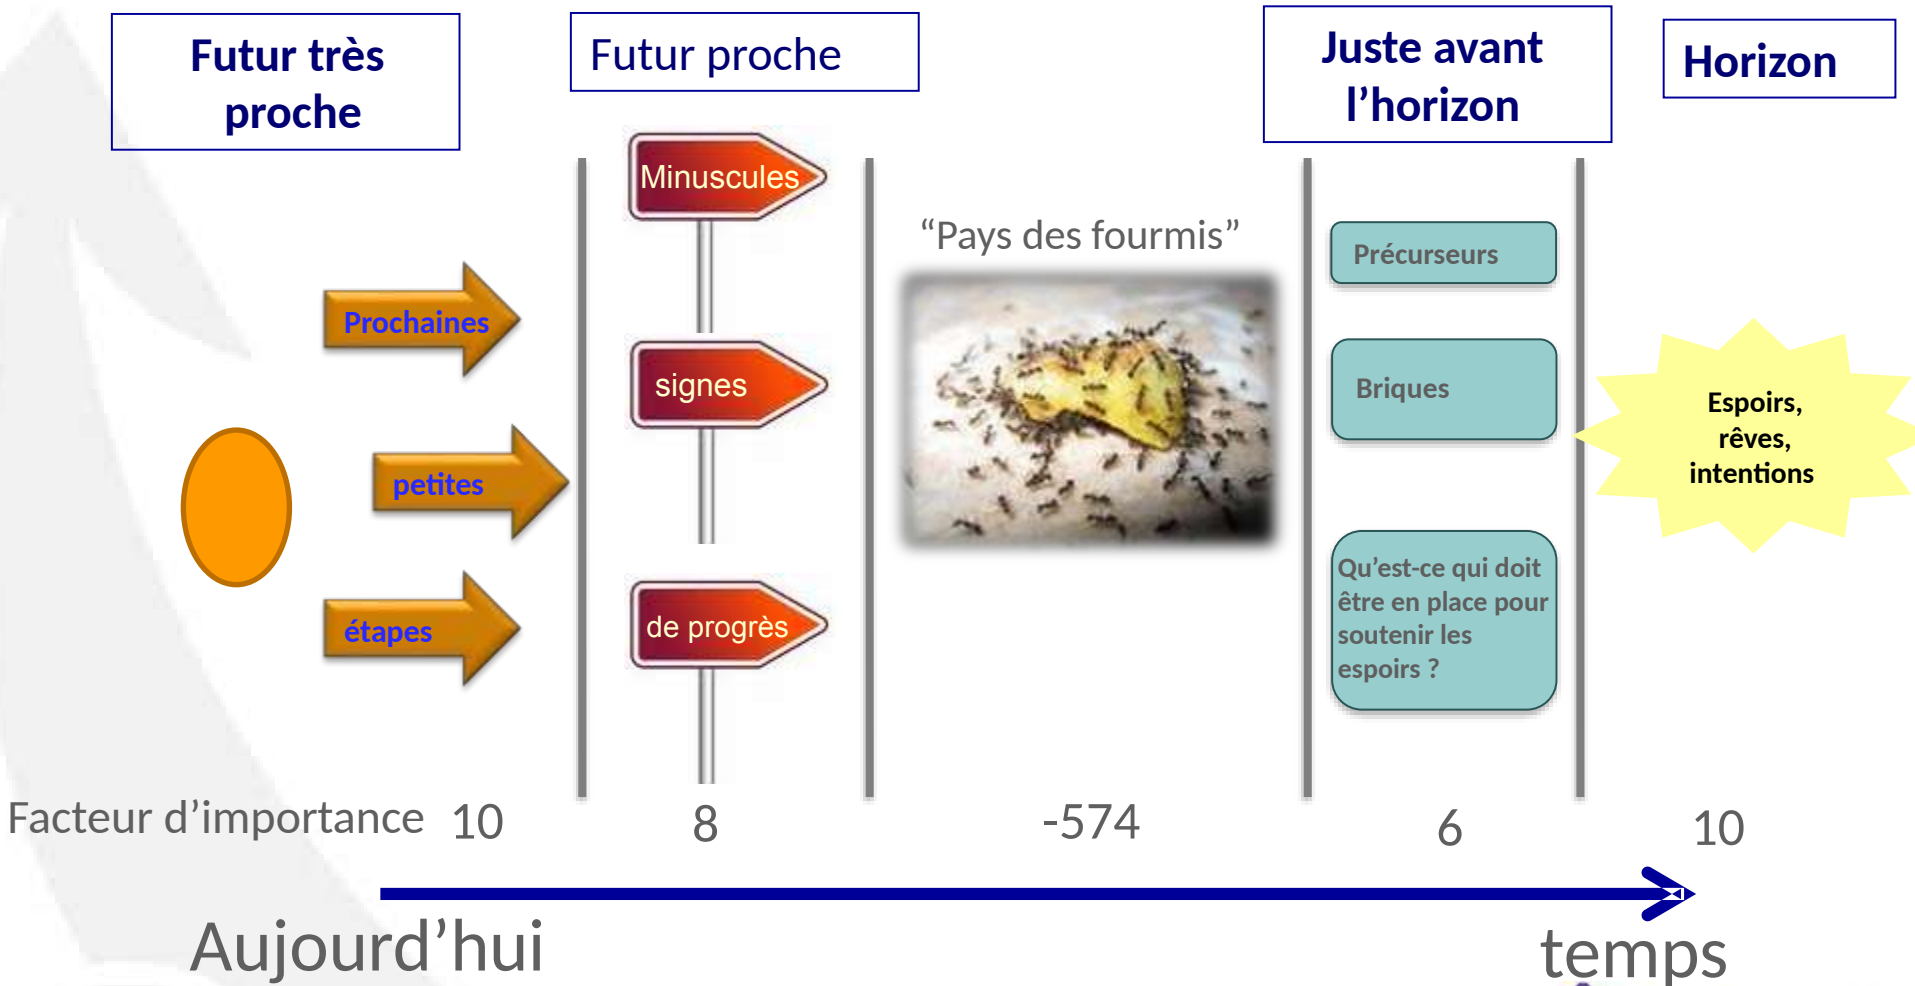 Futur très
proche
Futur proche
Juste avant
l’horizon
Horizon
Minuscules
signes
de progrès
Prochaines
petites
étapes
“Pays des fourmis”
Précurseurs
Briques
Qu’est-ce qui doit
être en place pour
soutenir les
espoirs ?
Espoirs,
rêves,
intentions
Facteur d’importance 10 8 -574 6 10
Aujourd’hui
temps